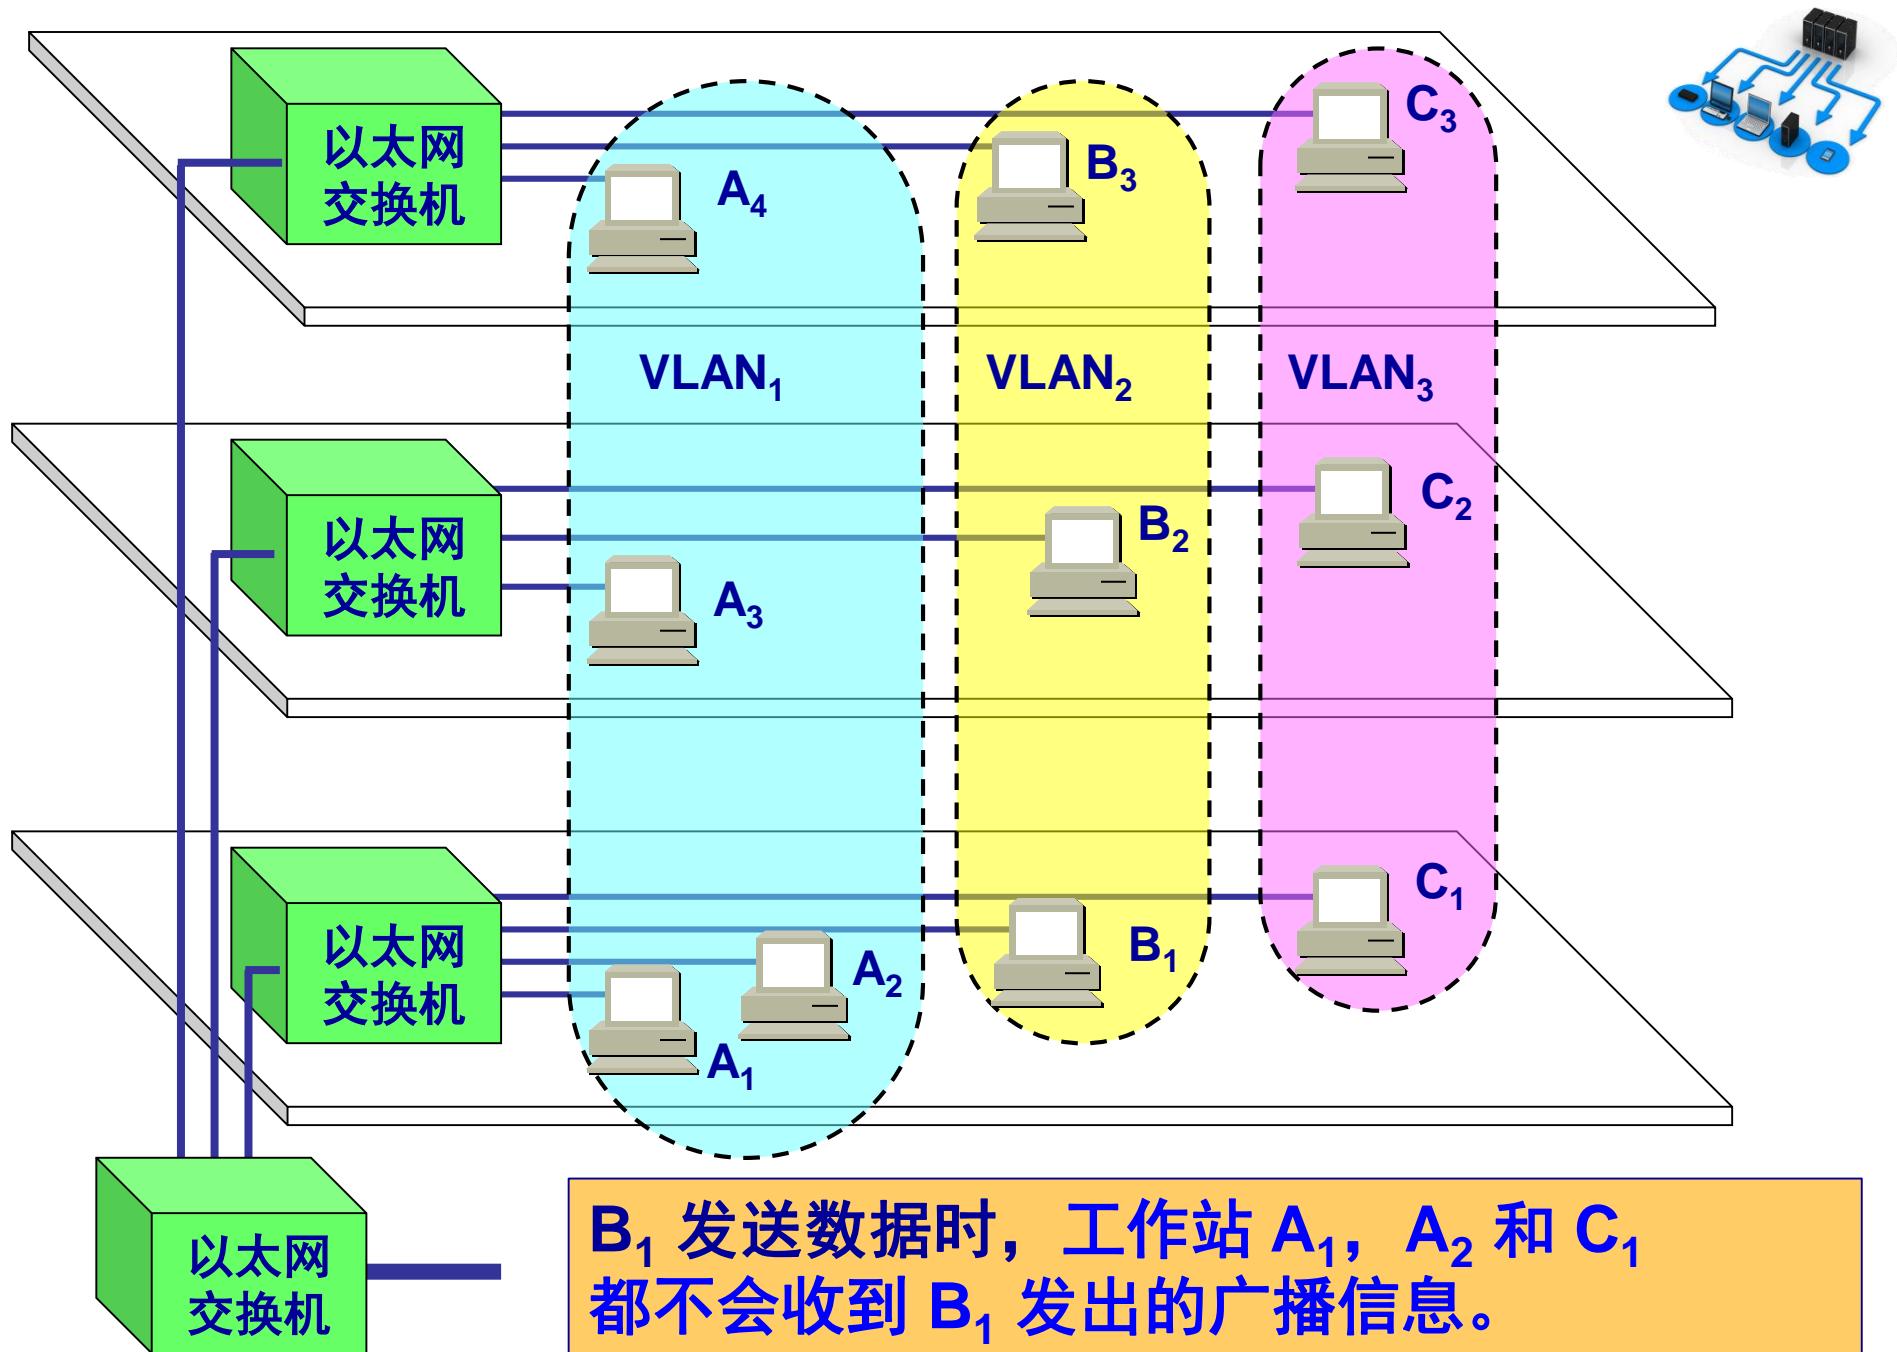 以太网
交换机
A4
B3
C3
VLAN1
VLAN2
VLAN3
以太网
交换机
A3
B2
C2
以太网
交换机
A1
A2
B1
C1
以太网
交换机
B1 发送数据时，工作站 A1，A2 和 C1
都不会收到 B1 发出的广播信息。